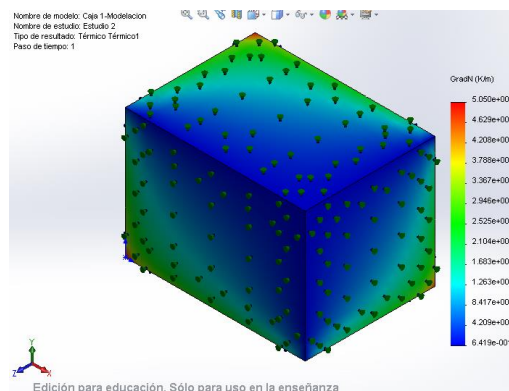 Nombre de modelo: Caja 1-Modelacion
Nombre de estudio: Estudio 2
Tipo de resultado: Térmico Térmico1
Paso de tiempo: 1
GradN (K/m)
5.050e+00
4.629e+00
4.208e+00
3.788e+00
3.367e+00
2.946e+00
2.525e+00
2.104e+00
1.683e+00
1.263e+00
8.417e+00
4.209e+00
6.419e-00
Y
Z
X
Edición para educación. Sólo para uso en la enseñanza